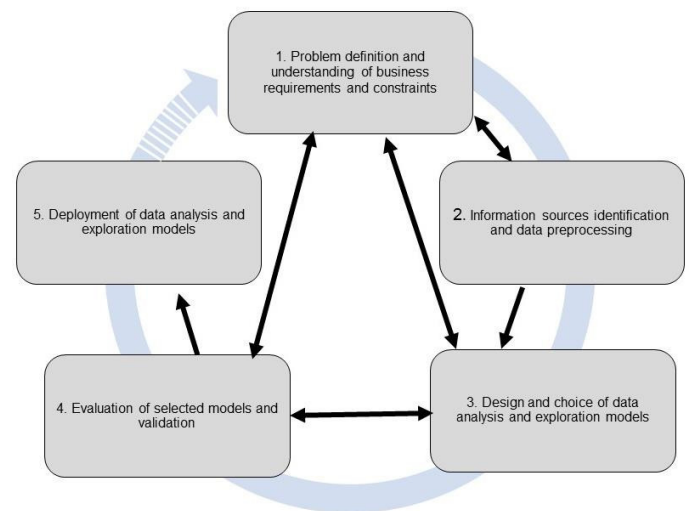 1. Problem definition and
understanding of business
requirements and constraints
2. Information sources identification
and data preprocessing
3. Design and choice of data
analysis and exploration models
4. Evaluation of selected models and
validation
5. Deployment of data analysis and
exploration models